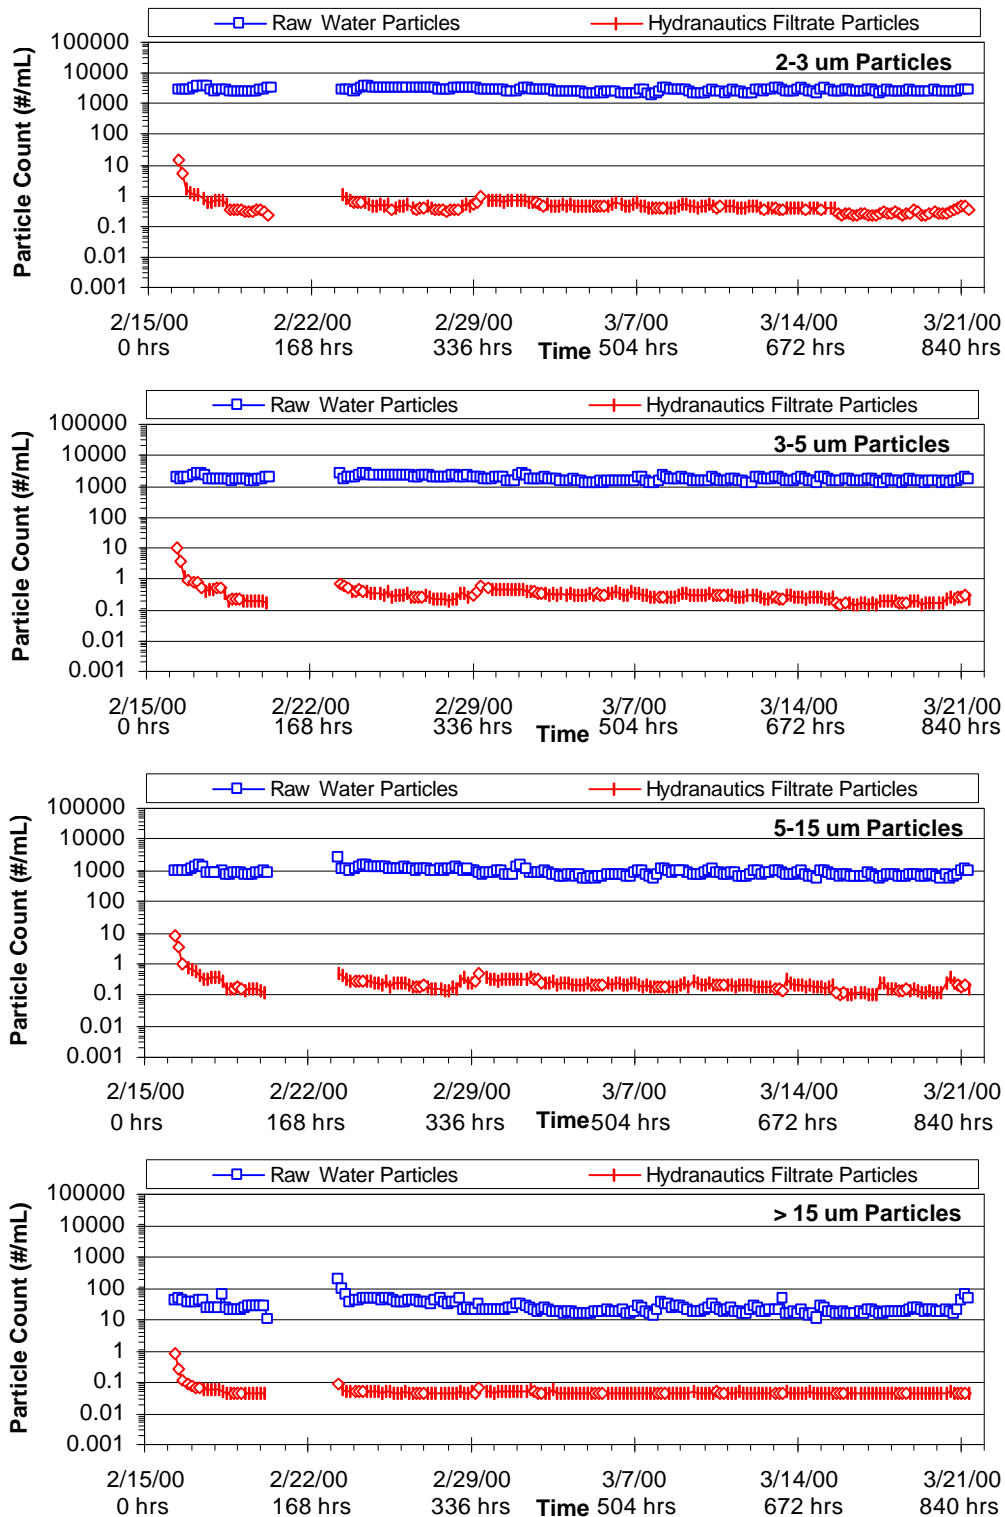 Raw Water Particles Hydranautics Filtrate Particles
100000
2-3 um Particles
10000
1000
100
10
1
0.1
0.01
0.001
Particle Count (#/mL)
2/15/00 2/22/00 2/29/00 3/7/00 3/14/00 3/21/00
0 hrs 168 hrs 336 hrs Time 504 hrs 672 hrs 840 hrs
Raw Water Particles Hydranautics Filtrate Particles
100000
3-5 um Particles
10000
1000
100
10
1
0.1
0.01
0.001
Particle Count (#/mL)
2/15/00 2/22/00 2/29/00 3/7/00 3/14/00 3/21/00
0 hrs 168 hrs 336 hrs Time 504 hrs 672 hrs 840 hrs
Raw Water Particles Hydranautics Filtrate Particles
100000
5-15 um Particles
10000
1000
100
10
1
0.1
0.01
0.001
Particle Count (#/mL)
2/15/00 2/22/00 2/29/00 3/7/00 3/14/00 3/21/00
0 hrs 168 hrs 336 hrs Time 504 hrs 672 hrs 840 hrs
Raw Water Particles Hydranautics Filtrate Particles
100000
> 15 um Particles
10000
1000
100
10
1
0.1
0.01
0.001
Particle Count (#/mL)
2/15/00 2/22/00 2/29/00 3/7/00 3/14/00 3/21/00
0 hrs 168 hrs 336 hrs Time 504 hrs 672 hrs 840 hrs